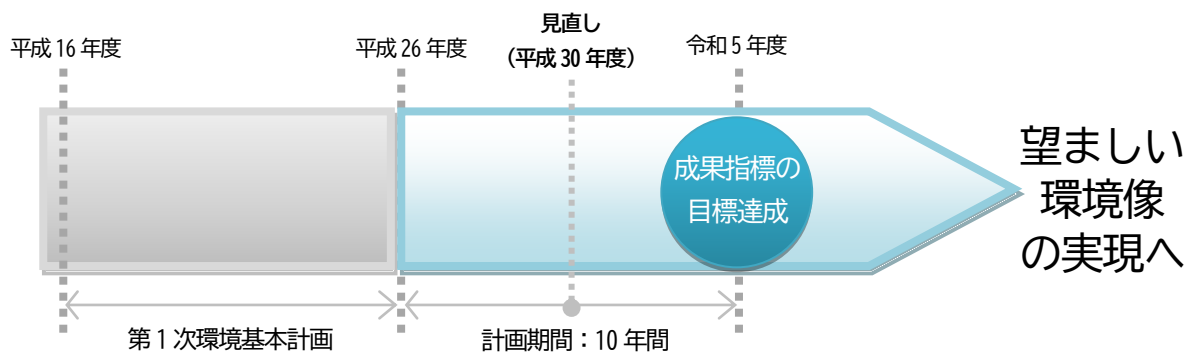 見直し
平成 16 年度
平成 26 年度
（平成 30 年度）
令和 5 年度
成果指標の
目標達成
望ましい
環境像
の実現へ
第 1 次環境基本計画
計画期間：10 年間